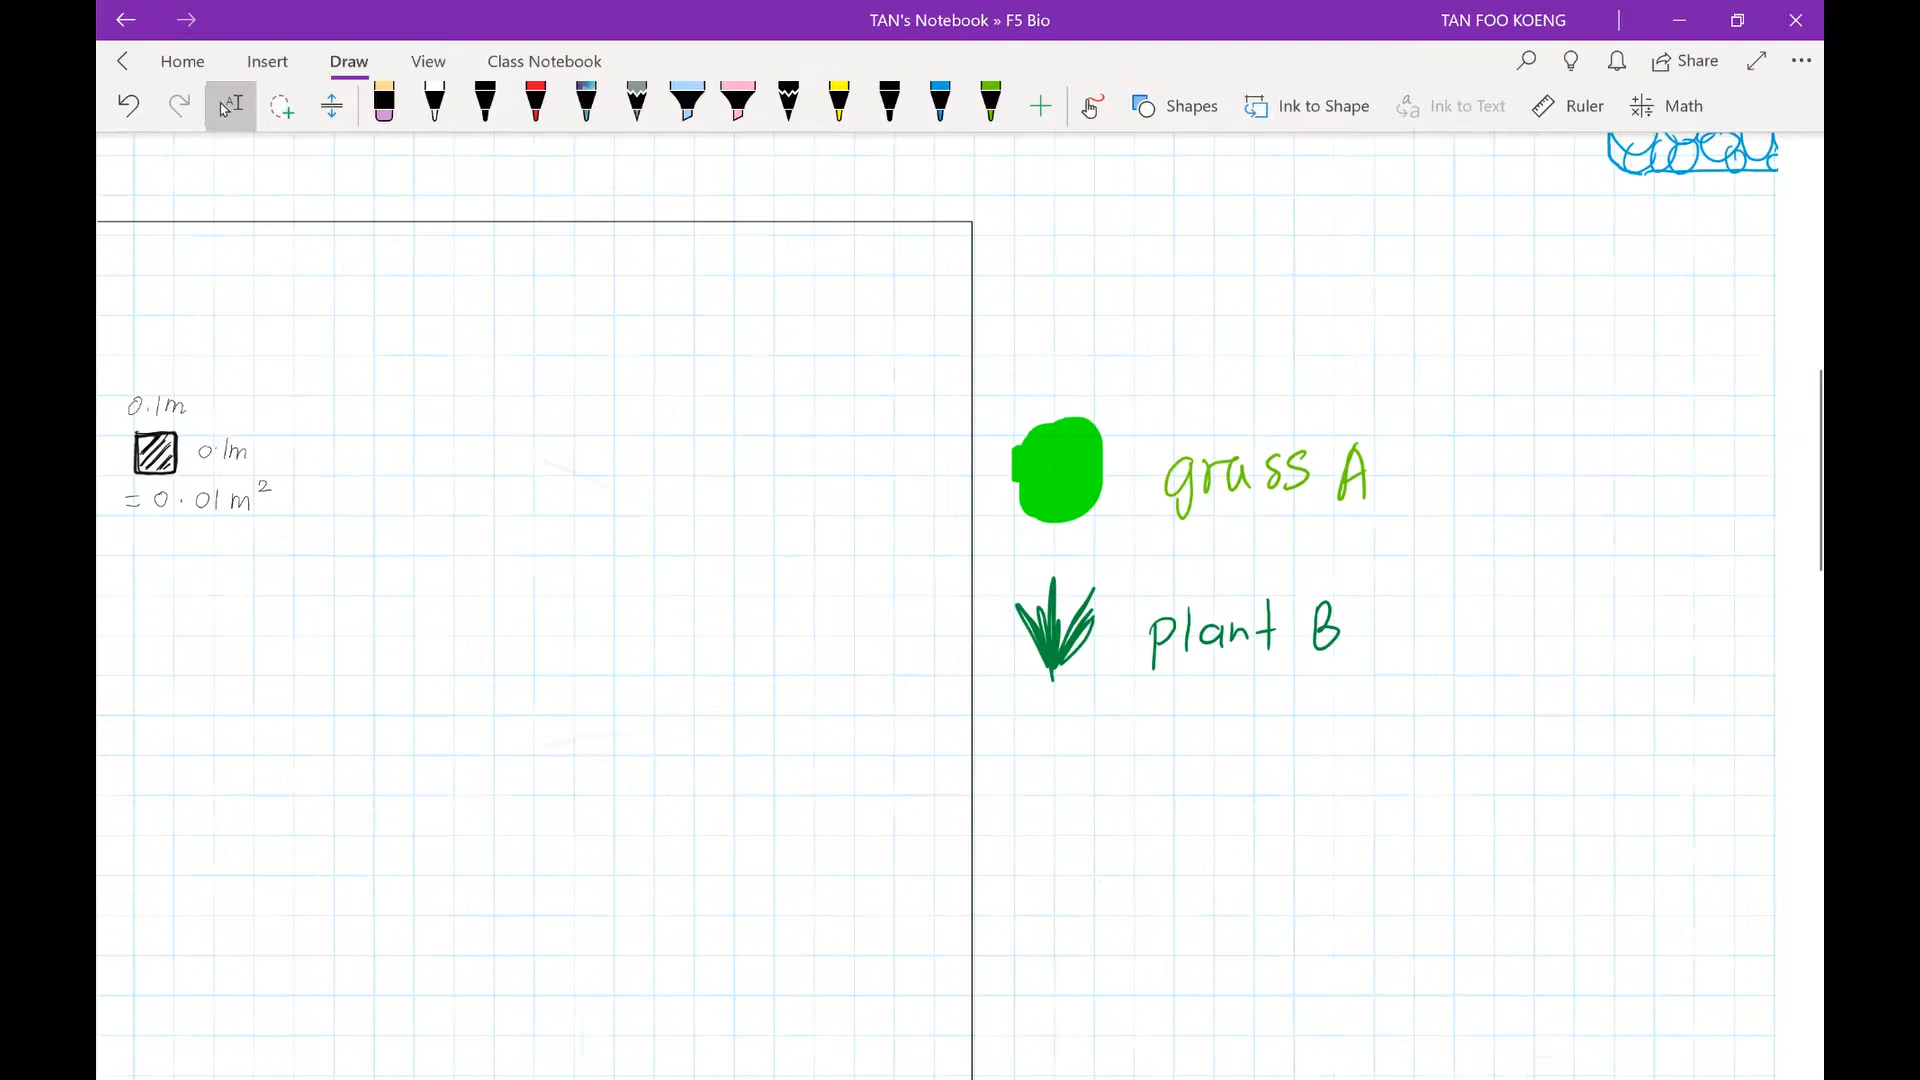 TAN's Notebook » F5 Bio
TAN FOO KOENG
Home Insert Draw View Class Notebook
Share
Shapes Ink to Shape Ink to Text Ruler Math
0.1m
0.1m
= 0.01 m²
grass A
plant B